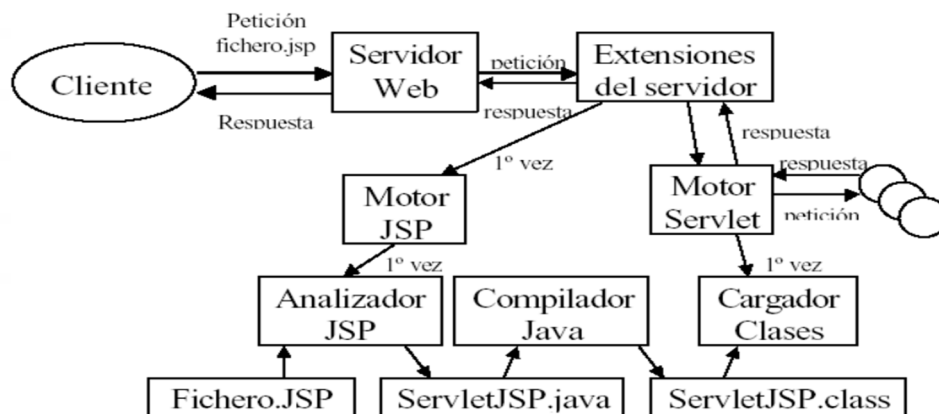 Petición
fichero.jsp
Cliente
Respuesta
Servidor
Web
petición
respuesta
Extensiones
del servidor
1º vez
respuesta
respuesta
petición
Motor
JSP
Motor
Servlet
1º vez
1º vez
Analizador
JSP
Compilador
Java
Cargador
Clases
Fichero.JSP
ServletJSP.java
ServletJSP.class